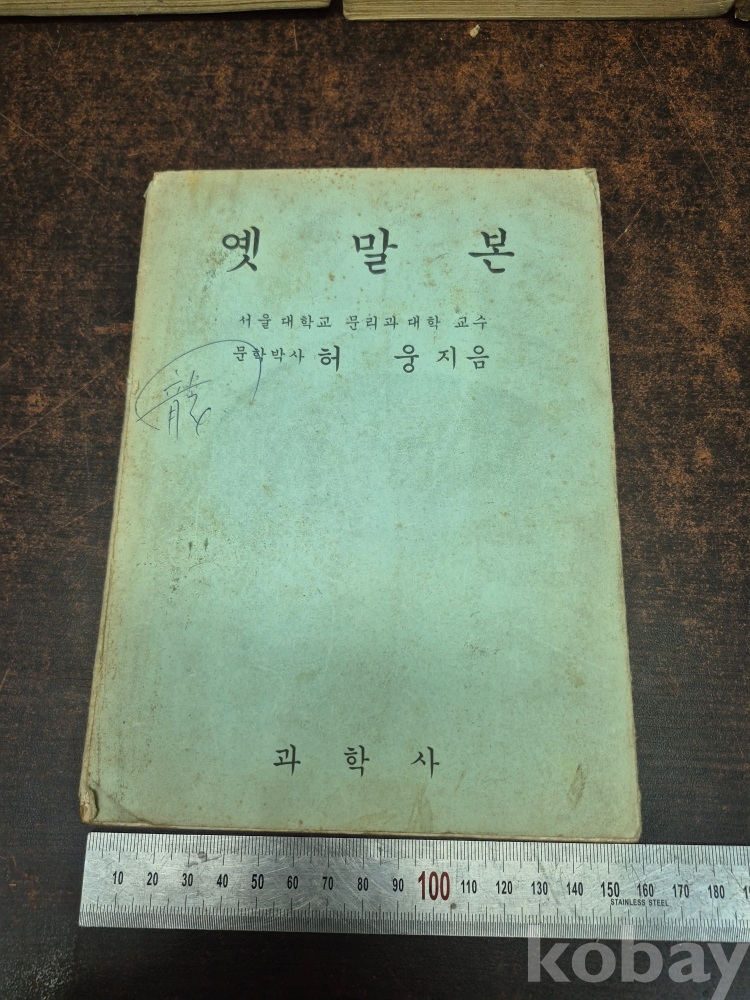 옛 말 본
서울 대학교 문리과 대학 교수
문학박사 허 웅 지음
龍
과 학 사
10 20 30 40 50 60 70 80 90 100 110 120 130 140 150 160 170 180
STAINLESS STEEL
kobay